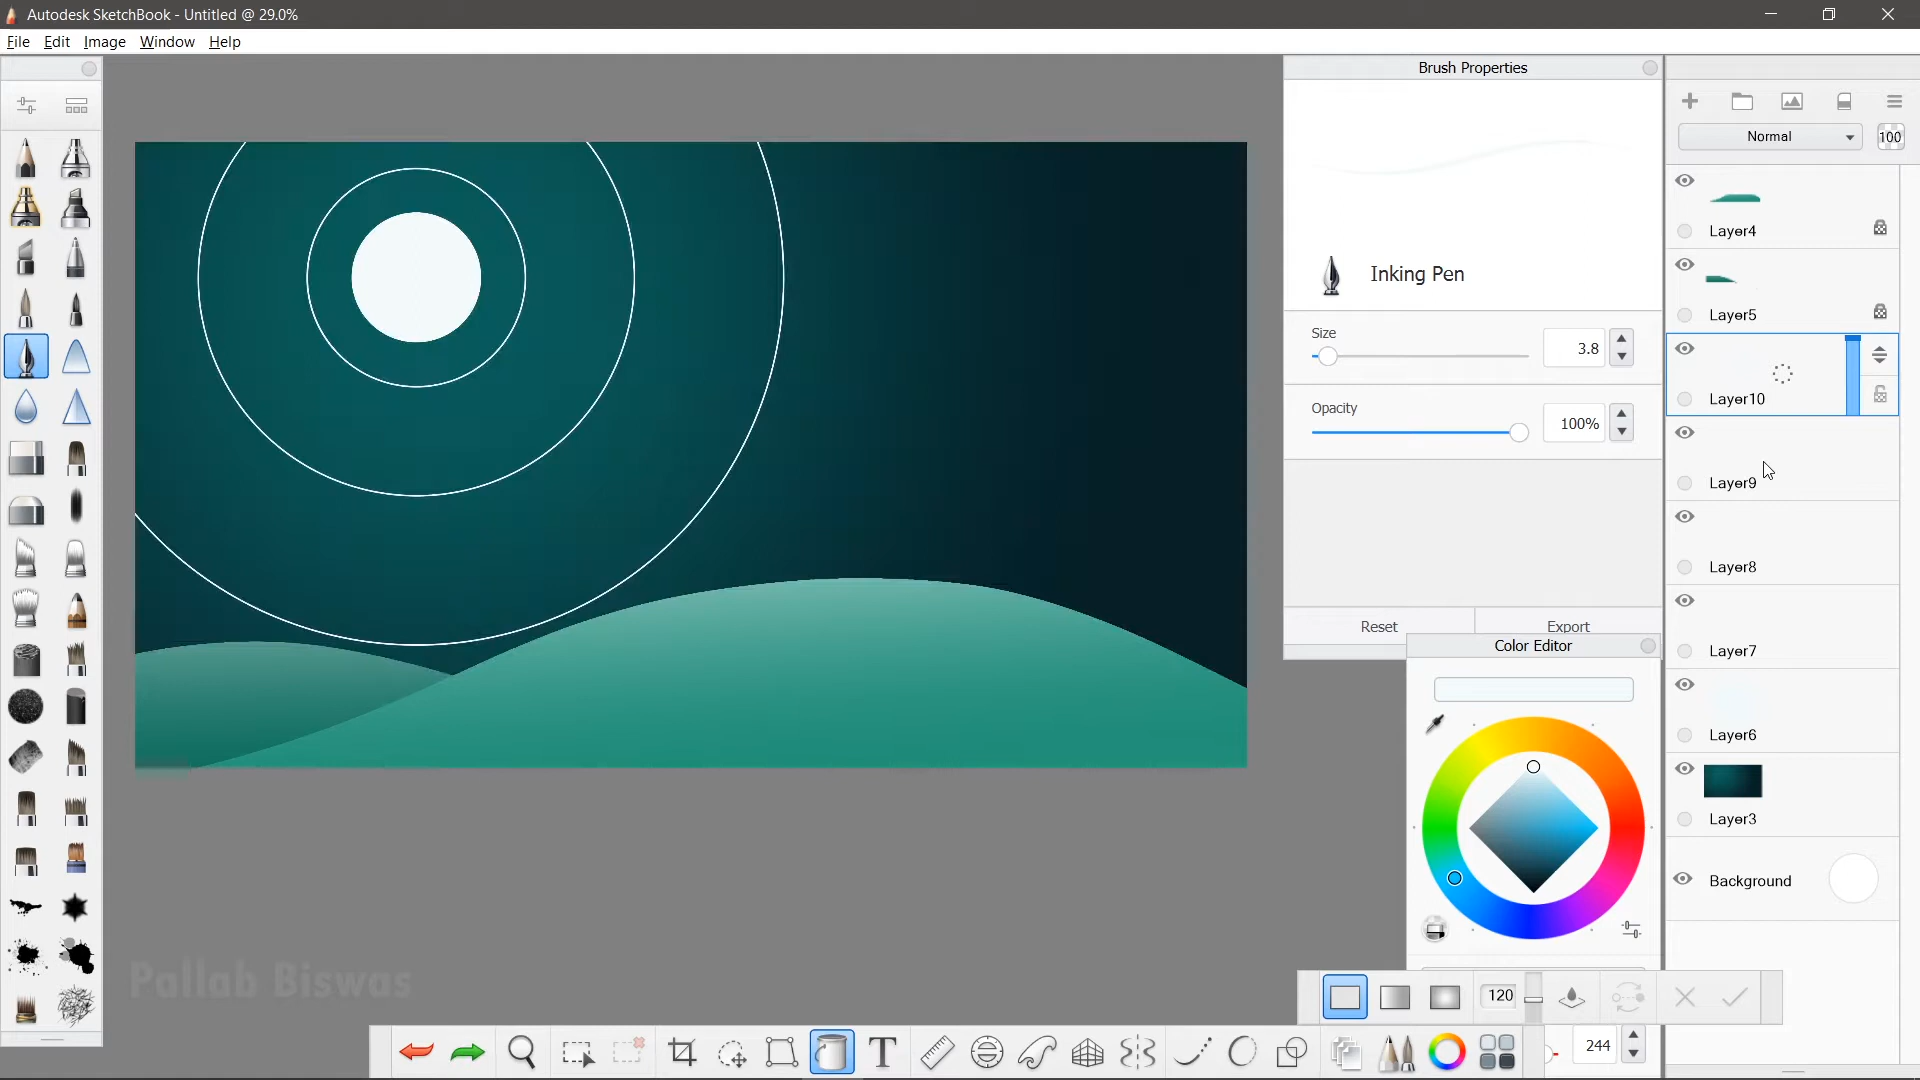 Autodesk SketchBook - Untitled @ 29.0%
File Edit Image Window Help
Brush Properties
Inking Pen
Size
3.8
Opacity
100%
Reset Export
Color Editor
Normal 100
Layer4
Layer5
Layer10
Layer9
Layer8
Layer7
Layer6
Layer3
Background
120
244
T
Pallab Biswas